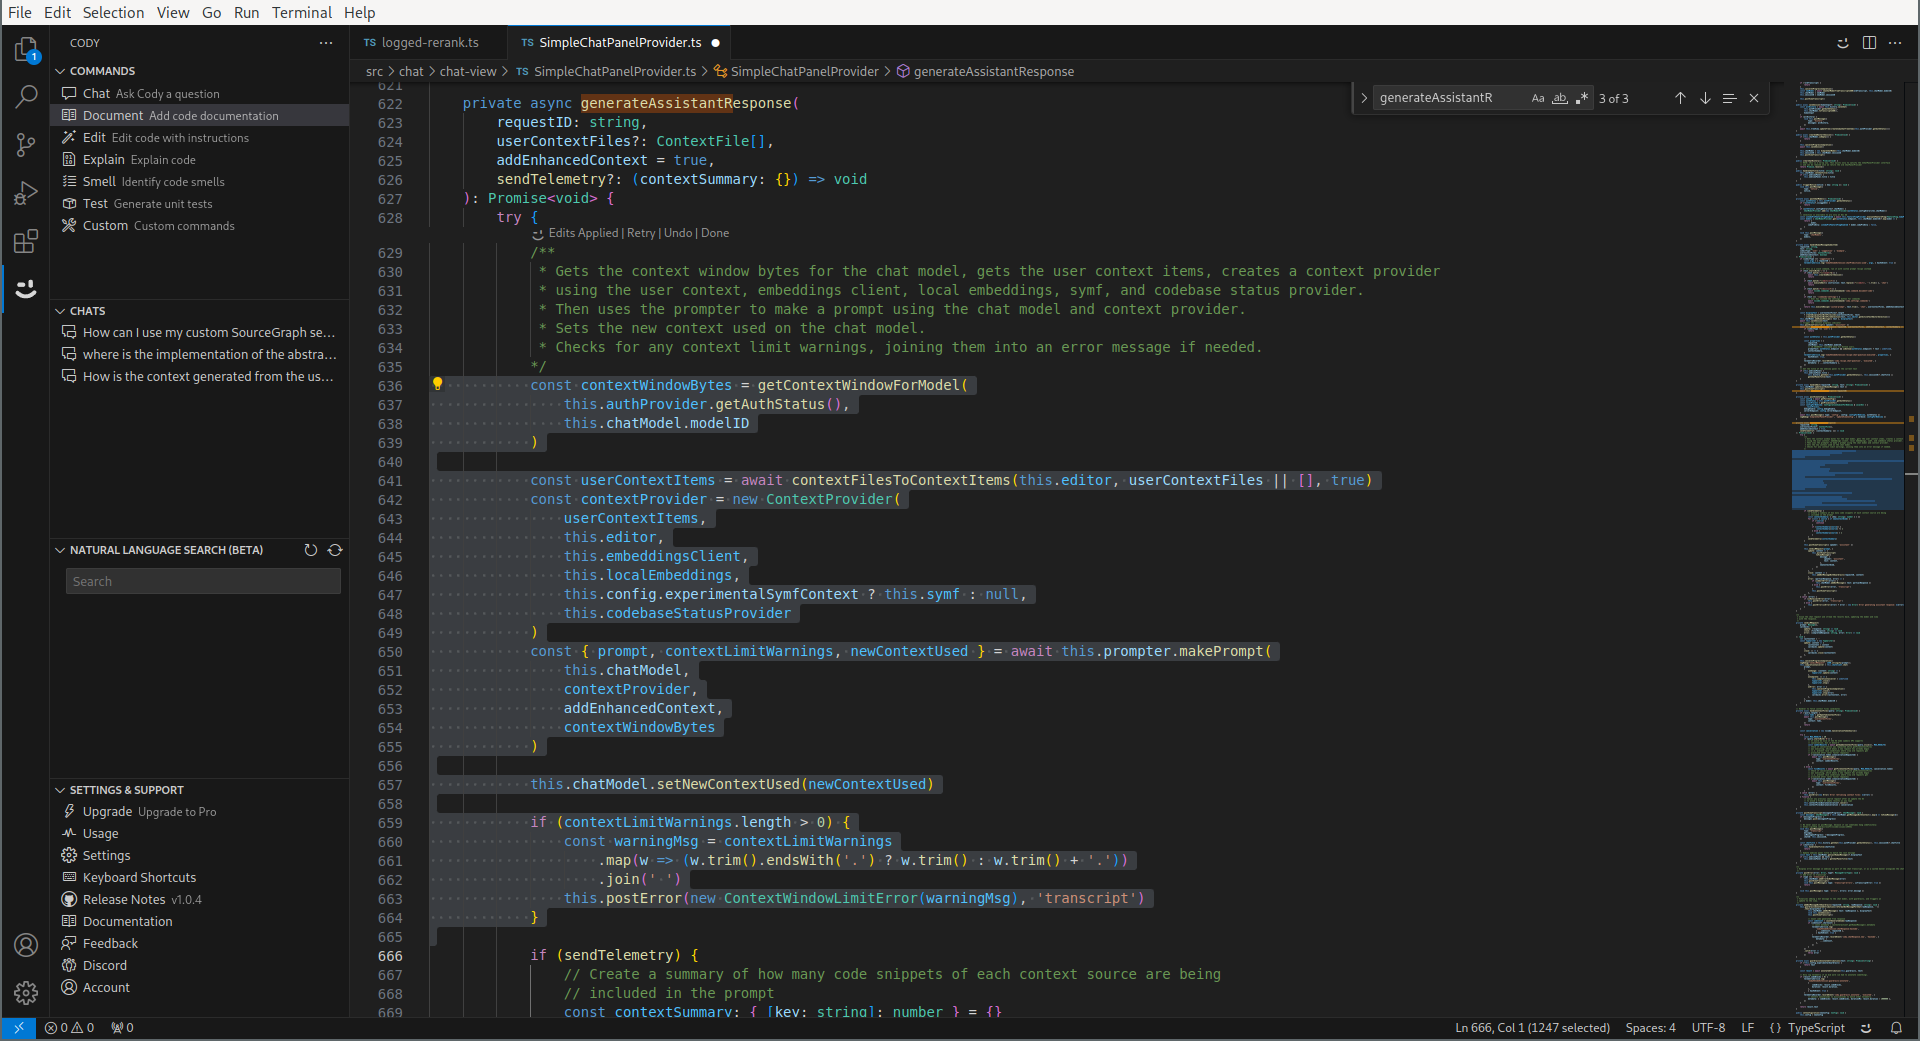 File Edit Selection View Go Run Terminal Help
CODY
COMMANDS
Chat Ask Cody a question
Document Add code documentation
Edit Edit code with instructions
Explain Explain code
Smell Identify code smells
Test Generate unit tests
Custom Custom commands
CHATS
How can I use my custom SourceGraph se...
where is the implementation of the abstra...
How is the context generated from the us...
NATURAL LANGUAGE SEARCH (BETA)
Search
SETTINGS & SUPPORT
Upgrade Upgrade to Pro
Usage
Settings
Keyboard Shortcuts
Release Notes v1.0.4
Documentation
Feedback
Discord
Account
1
TS logged-rerank.ts
TS SimpleChatPanelProvider.ts
src > chat > chat-view > TS SimpleChatPanelProvider.ts > SimpleChatPanelProvider > generateAssistantResponse
generateAssistantR Aa ab .* 3 of 3
621
622 private async generateAssistantResponse(
623 requestID: string,
624 userContextFiles?: ContextFile[],
625 addEnhancedContext = true,
626 sendTelemetry?: (contextSummary: {}) => void
627 ): Promise<void> {
628 try {
Edits Applied | Retry | Undo | Done
629 /**
630 * Gets the context window bytes for the chat model, gets the user context items, creates a context provider
631 * using the user context, embeddings client, local embeddings, symf, and codebase status provider.
632 * Then uses the prompter to make a prompt using the chat model and context provider.
633 * Sets the new context used on the chat model.
634 * Checks for any context limit warnings, joining them into an error message if needed.
635 */
636 const contextWindowBytes = getContextWindowForModel(
637 this.authProvider.getAuthStatus(),
638 this.chatModel.modelID
639 )
640
641 const userContextItems = await contextFilesToContextItems(this.editor, userContextFiles || [], true)
642 const contextProvider = new ContextProvider(
643 userContextItems,
644 this.editor,
645 this.embeddingsClient,
646 this.localEmbeddings,
647 this.config.experimentalSymfContext ? this.symf : null,
648 this.codebaseStatusProvider
649 )
650 const { prompt, contextLimitWarnings, newContextUsed } = await this.prompter.makePrompt(
651 this.chatModel,
652 contextProvider,
653 addEnhancedContext,
654 contextWindowBytes
655 )
656
657 this.chatModel.setNewContextUsed(newContextUsed)
658
659 if (contextLimitWarnings.length > 0) {
660 const warningMsg = contextLimitWarnings
661 .map(w => (w.trim().endsWith('.') ? w.trim() : w.trim() + '.'))
662 .join(' ')
663 this.postError(new ContextWindowLimitError(warningMsg), 'transcript')
664 }
665
666 if (sendTelemetry) {
667 // Create a summary of how many code snippets of each context source are being
668 // included in the prompt
669 const contextSummary: { [key: string]: number } = {}
0 0 0
Ln 666, Col 1 (1247 selected) Spaces: 4 UTF-8 LF {} TypeScript